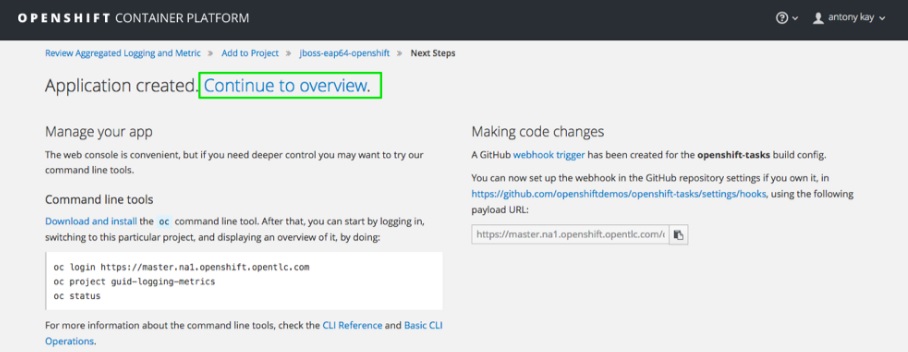 OPENSHIFT CONTAINER PLATFORM
antony kay
Review Aggregated Logging and Metric » Add to Project » jboss-eap64-openshift » Next Steps
Application created. Continue to overview.
Manage your app
The web console is convenient, but if you need deeper control you may want to try our
command line tools.
Command line tools
Download and install the oc command line tool. After that, you can start by logging in,
switching to this particular project, and displaying an overview of it, by doing:
oc login https://master.na1.openshift.opentlc.com
oc project guid-logging-metrics
oc status
For more information about the command line tools, check the CLI Reference and Basic CLI
Operations.
Making code changes
A GitHub webhook trigger has been created for the openshift-tasks build config.
You can now set up the webhook in the GitHub repository settings if you own it, in
https://github.com/openshiftdemos/openshift-tasks/settings/hooks, using the following
payload URL:
https://master.na1.openshift.opentlc.com/